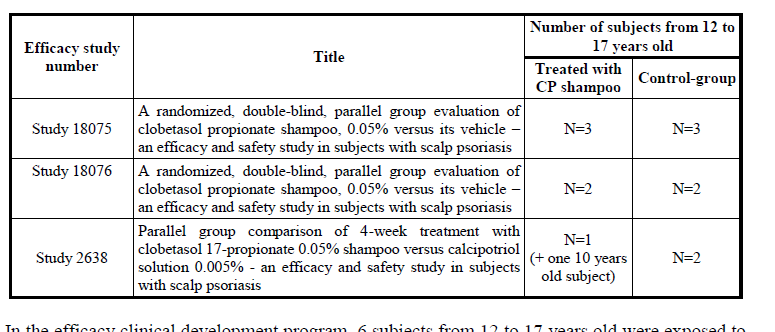 Efficacy study number
Title
Number of subjects from 12 to 17 years old
Treated with CP shampoo
Control-group
Study 18075
A randomized, double-blind, parallel group evaluation of
clobetasol propionate shampoo, 0.05% versus its vehicle –
an efficacy and safety study in subjects with scalp psoriasis
N=3
N=3
Study 18076
A randomized, double-blind, parallel group evaluation of
clobetasol propionate shampoo, 0.05% versus its vehicle –
an efficacy and safety study in subjects with scalp psoriasis
N=2
N=2
Study 2638
Parallel group comparison of 4-week treatment with
clobetasol 17-propionate 0.05% shampoo versus calcipotriol
solution 0.005% - an efficacy and safety study in subjects
with scalp psoriasis
N=1
(+ one 10 years
old subject)
N=2
In the efficacy clinical development program, 6 subjects from 12 to 17 years old were exposed to